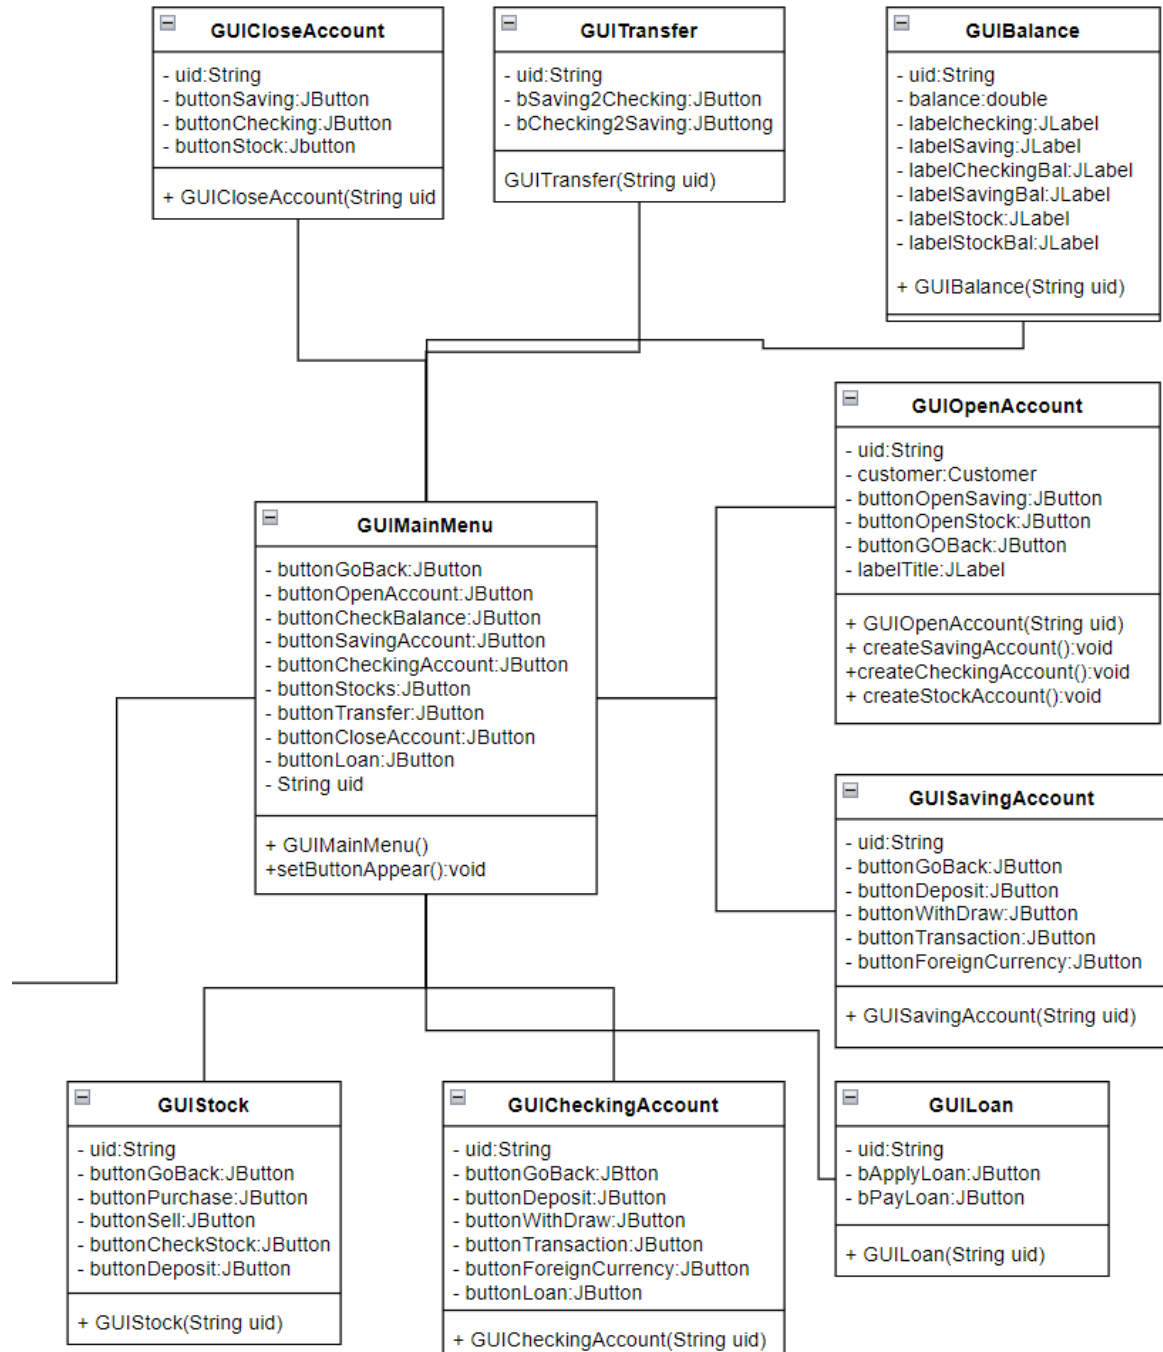 GUICloseAccount
- uid:String
- buttonSaving:JButton
- buttonChecking:JButton
- buttonStock:Jbutton
+ GUICloseAccount(String uid
GUITransfer
- uid:String
- bSaving2Checking:JButton
- bChecking2Saving:JButtong
GUITransfer(String uid)
GUIBalance
- uid:String
- balance:double
- labelchecking:JLabel
- labelSaving:JLabel
- labelCheckingBal:JLabel
- labelSavingBal:JLabel
- labelStock:JLabel
- labelStockBal:JLabel
+ GUIBalance(String uid)
GUIOpenAccount
- uid:String
- customer:Customer
- buttonOpenSaving:JButton
- buttonOpenStock:JButton
- buttonGOBack:JButton
- labelTitle:JLabel
+ GUIOpenAccount(String uid)
+ createSavingAccount():void
+createCheckingAccount():void
+ createStockAccount():void
GUIMainMenu
- buttonGoBack:JButton
- buttonOpenAccount:JButton
- buttonCheckBalance:JButton
- buttonSavingAccount:JButton
- buttonCheckingAccount:JButton
- buttonStocks:JButton
- buttonTransfer:JButton
- buttonCloseAccount:JButton
- buttonLoan:JButton
- String uid
+ GUIMainMenu()
+setButtonAppear():void
GUISavingAccount
- uid:String
- buttonGoBack:JButton
- buttonDeposit:JButton
- buttonWithDraw:JButton
- buttonTransaction:JButton
- buttonForeignCurrency:JButton
+ GUISavingAccount(String uid)
GUIStock
- uid:String
- buttonGoBack:JButton
- buttonPurchase:JButton
- buttonSell:JButton
- buttonCheckStock:JButton
- buttonDeposit:JButton
+ GUIStock(String uid)
GUICheckingAccount
- uid:String
- buttonGoBack:JBtton
- buttonDeposit:JButton
- buttonWithDraw:JButton
- buttonTransaction:JButton
- buttonForeignCurrency:JButton
- buttonLoan:JButton
+ GUICheckingAccount(String uid)
GUILoan
- uid:String
- bApplyLoan:JButton
- bPayLoan:JButton
+ GUILoan(String uid)